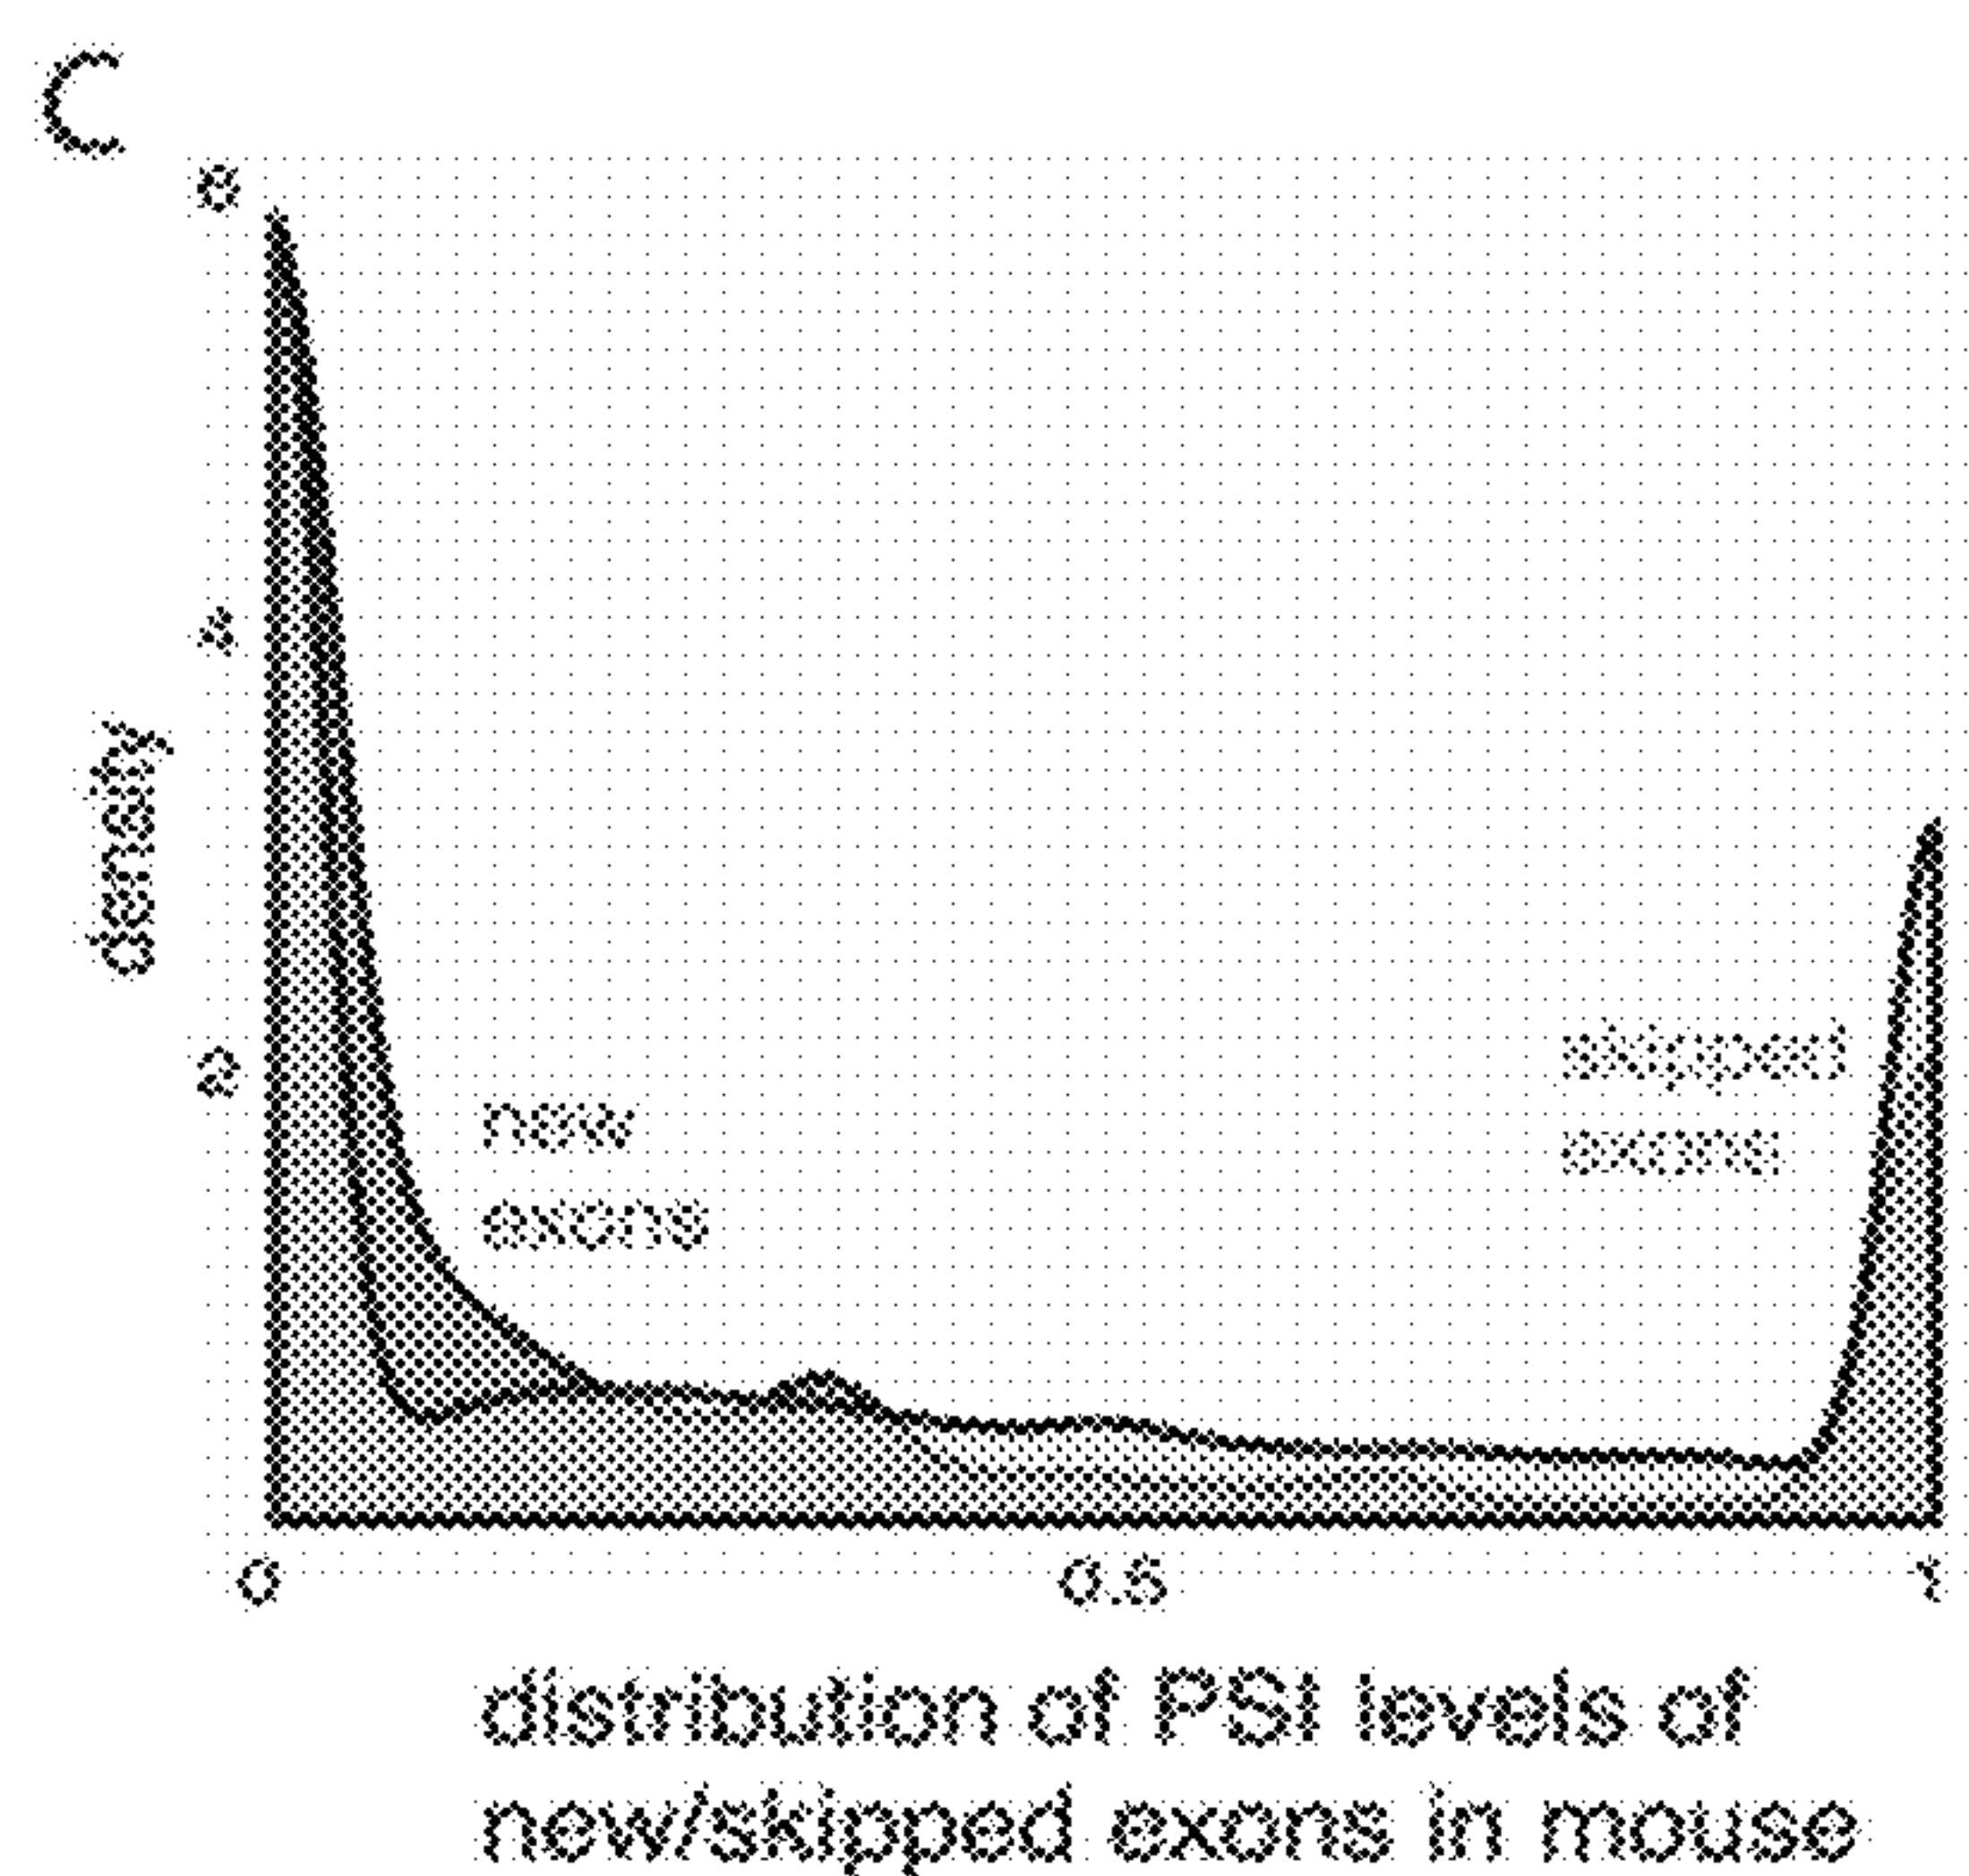 C
6
4
density
2
new
exons
skipped
exons
0
0.5
1
distribution of PSI levels of
new/skipped exons in mouse